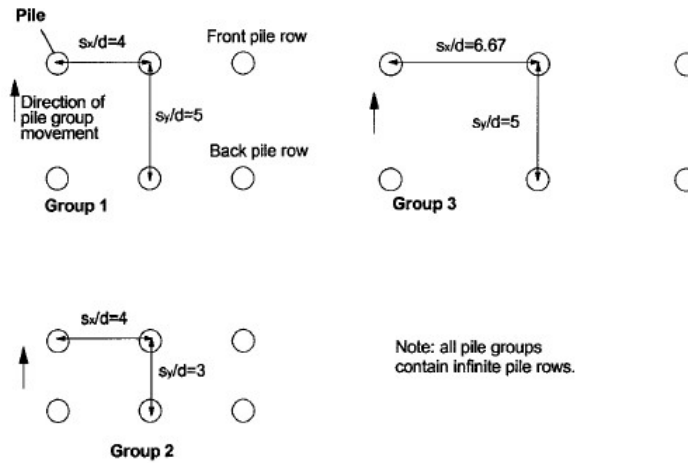 Pile
sx/d=4
Front pile row
Direction of
pile group
movement
sy/d=5
Back pile row
Group 1
sx/d=6.67
sy/d=5
Group 3
sx/d=4
sy/d=3
Group 2
Note: all pile groups
contain infinite pile rows.